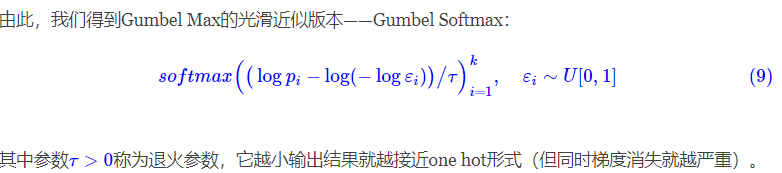 由此，我们得到Gumbel Max的光滑近似版本——Gumbel Softmax：
$softmax\Big(\big(\log p_i - \log(-\log \varepsilon_i)\big)/\tau\Big)_{i=1}^{k},\quad \varepsilon_i \sim U[0,1]$ (9)
其中参数τ > 0称为退火参数，它越小输出结果就越接近one hot形式（但同时梯度消失就越严重）。